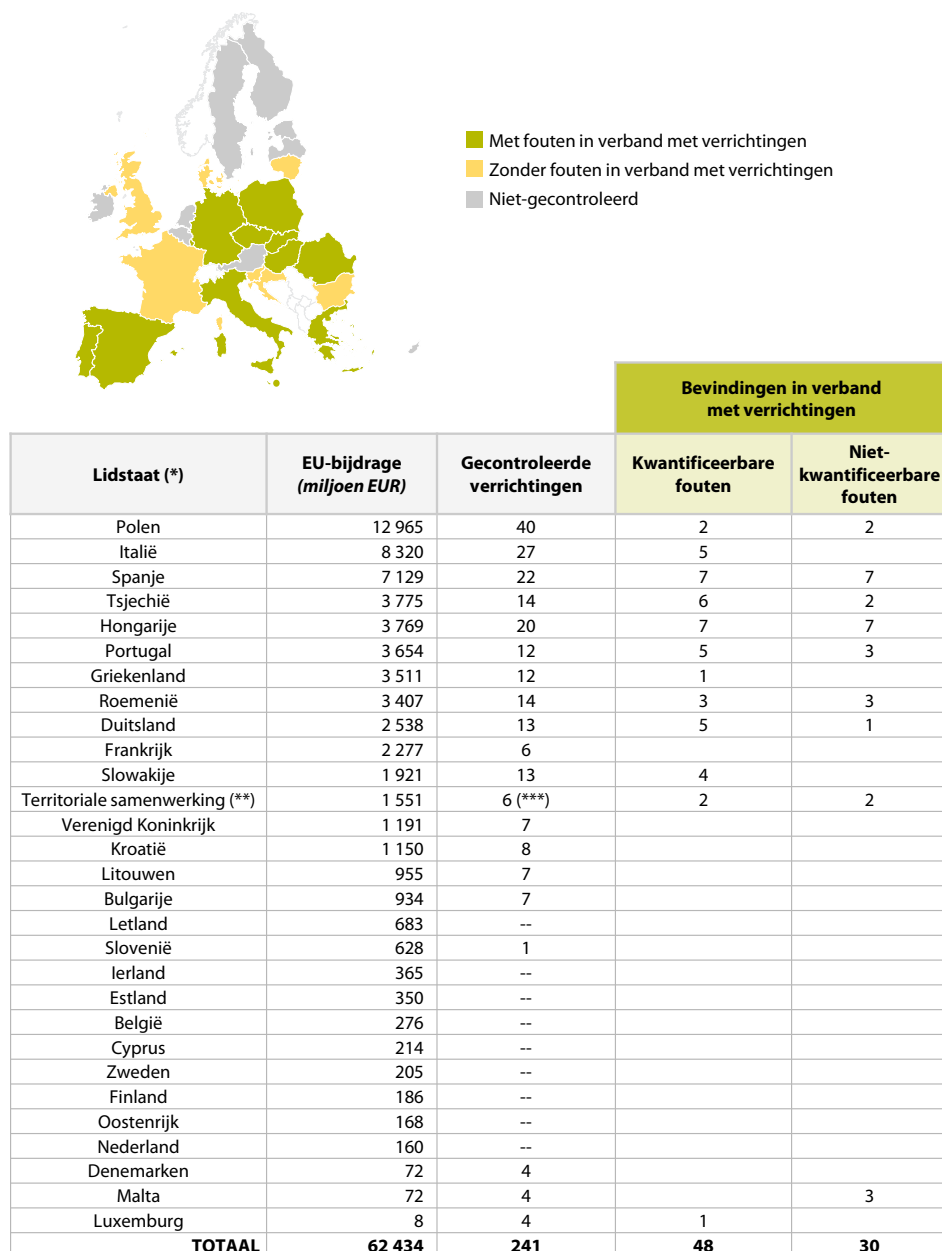 Met fouten in verband met verrichtingen
Zonder fouten in verband met verrichtingen
Niet-gecontroleerd
Bevindingen in verband
met verrichtingen
Lidstaat (*) EU-bijdrage (miljoen EUR) Gecontroleerde verrichtingen Kwantificeerbare fouten Niet-kwantificeerbare fouten
Polen 12 965 40 2 2
Italië 8 320 27 5
Spanje 7 129 22 7 7
Tsjechië 3 775 14 6 2
Hongarije 3 769 20 7 7
Portugal 3 654 12 5 3
Griekenland 3 511 12 1
Roemenië 3 407 14 3 3
Duitsland 2 538 13 5 1
Frankrijk 2 277 6
Slowakije 1 921 13 4
Territoriale samenwerking (**) 1 551 6 (***) 2 2
Verenigd Koninkrijk 1 191 7
Kroatië 1 150 8
Litouwen 955 7
Bulgarije 934 7
Letland 683 --
Slovenië 628 1
Ierland 365 --
Estland 350 --
België 276 --
Cyprus 214 --
Zweden 205 --
Finland 186 --
Oostenrijk 168 --
Nederland 160 --
Denemarken 72 4
Malta 72 4 3
Luxemburg 8 4 1
TOTAAL 62 434 241 48 30